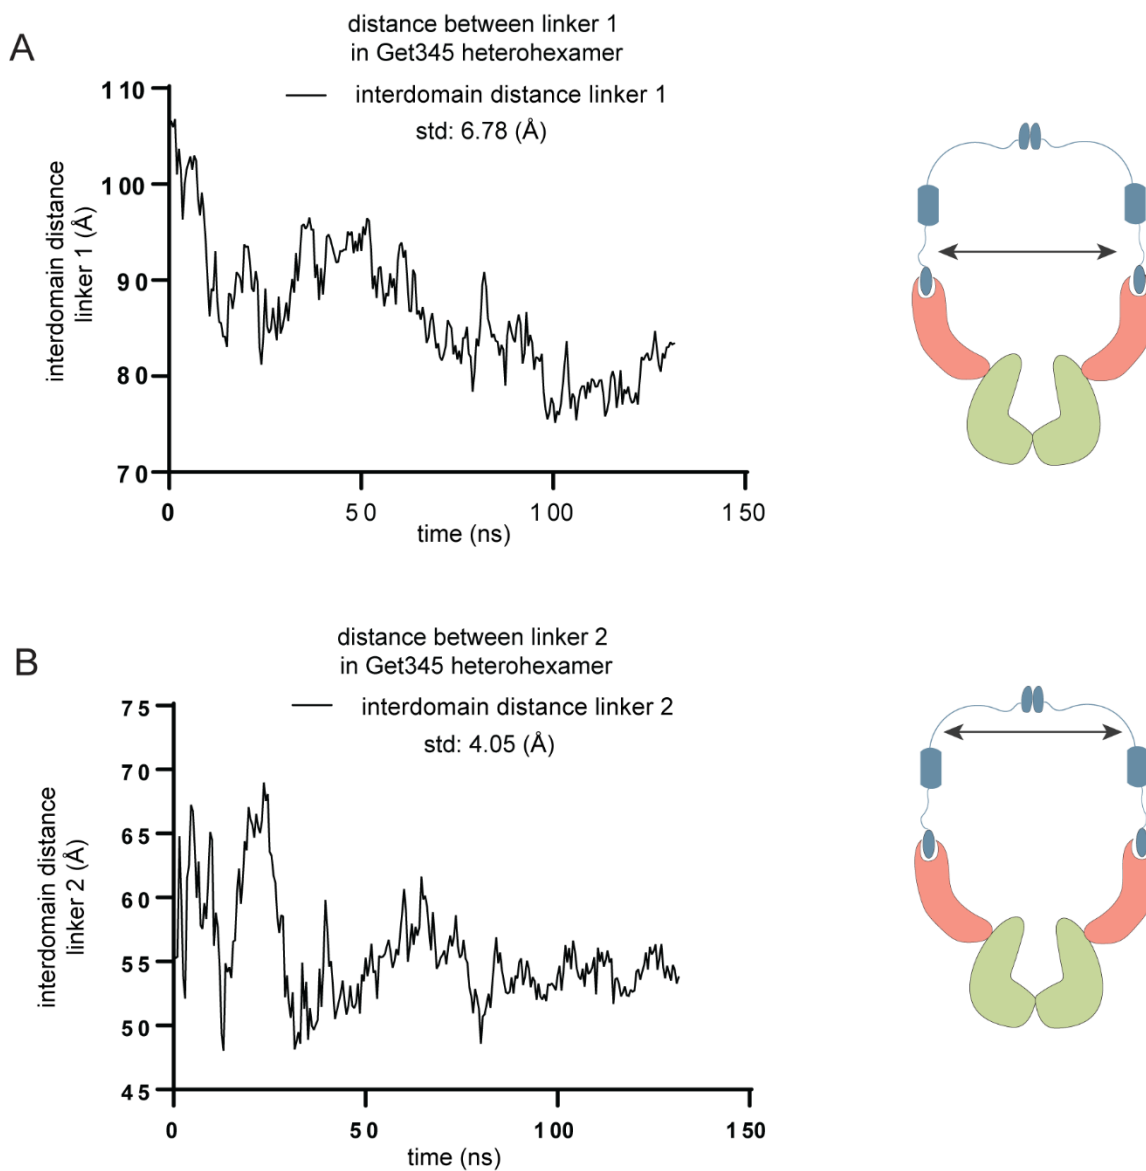 A
distance between linker 1
in Get345 heterohexamer
interdomain distance linker 1
std: 6.78 (Å)
interdomain distance
linker 1 (Å)
110
100
90
80
70
0
50
100
150
time (ns)
B
distance between linker 2
in Get345 heterohexamer
interdomain distance linker 2
std: 4.05 (Å)
interdomain distance
linker 2 (Å)
75
70
65
60
55
50
45
0
50
100
150
time (ns)